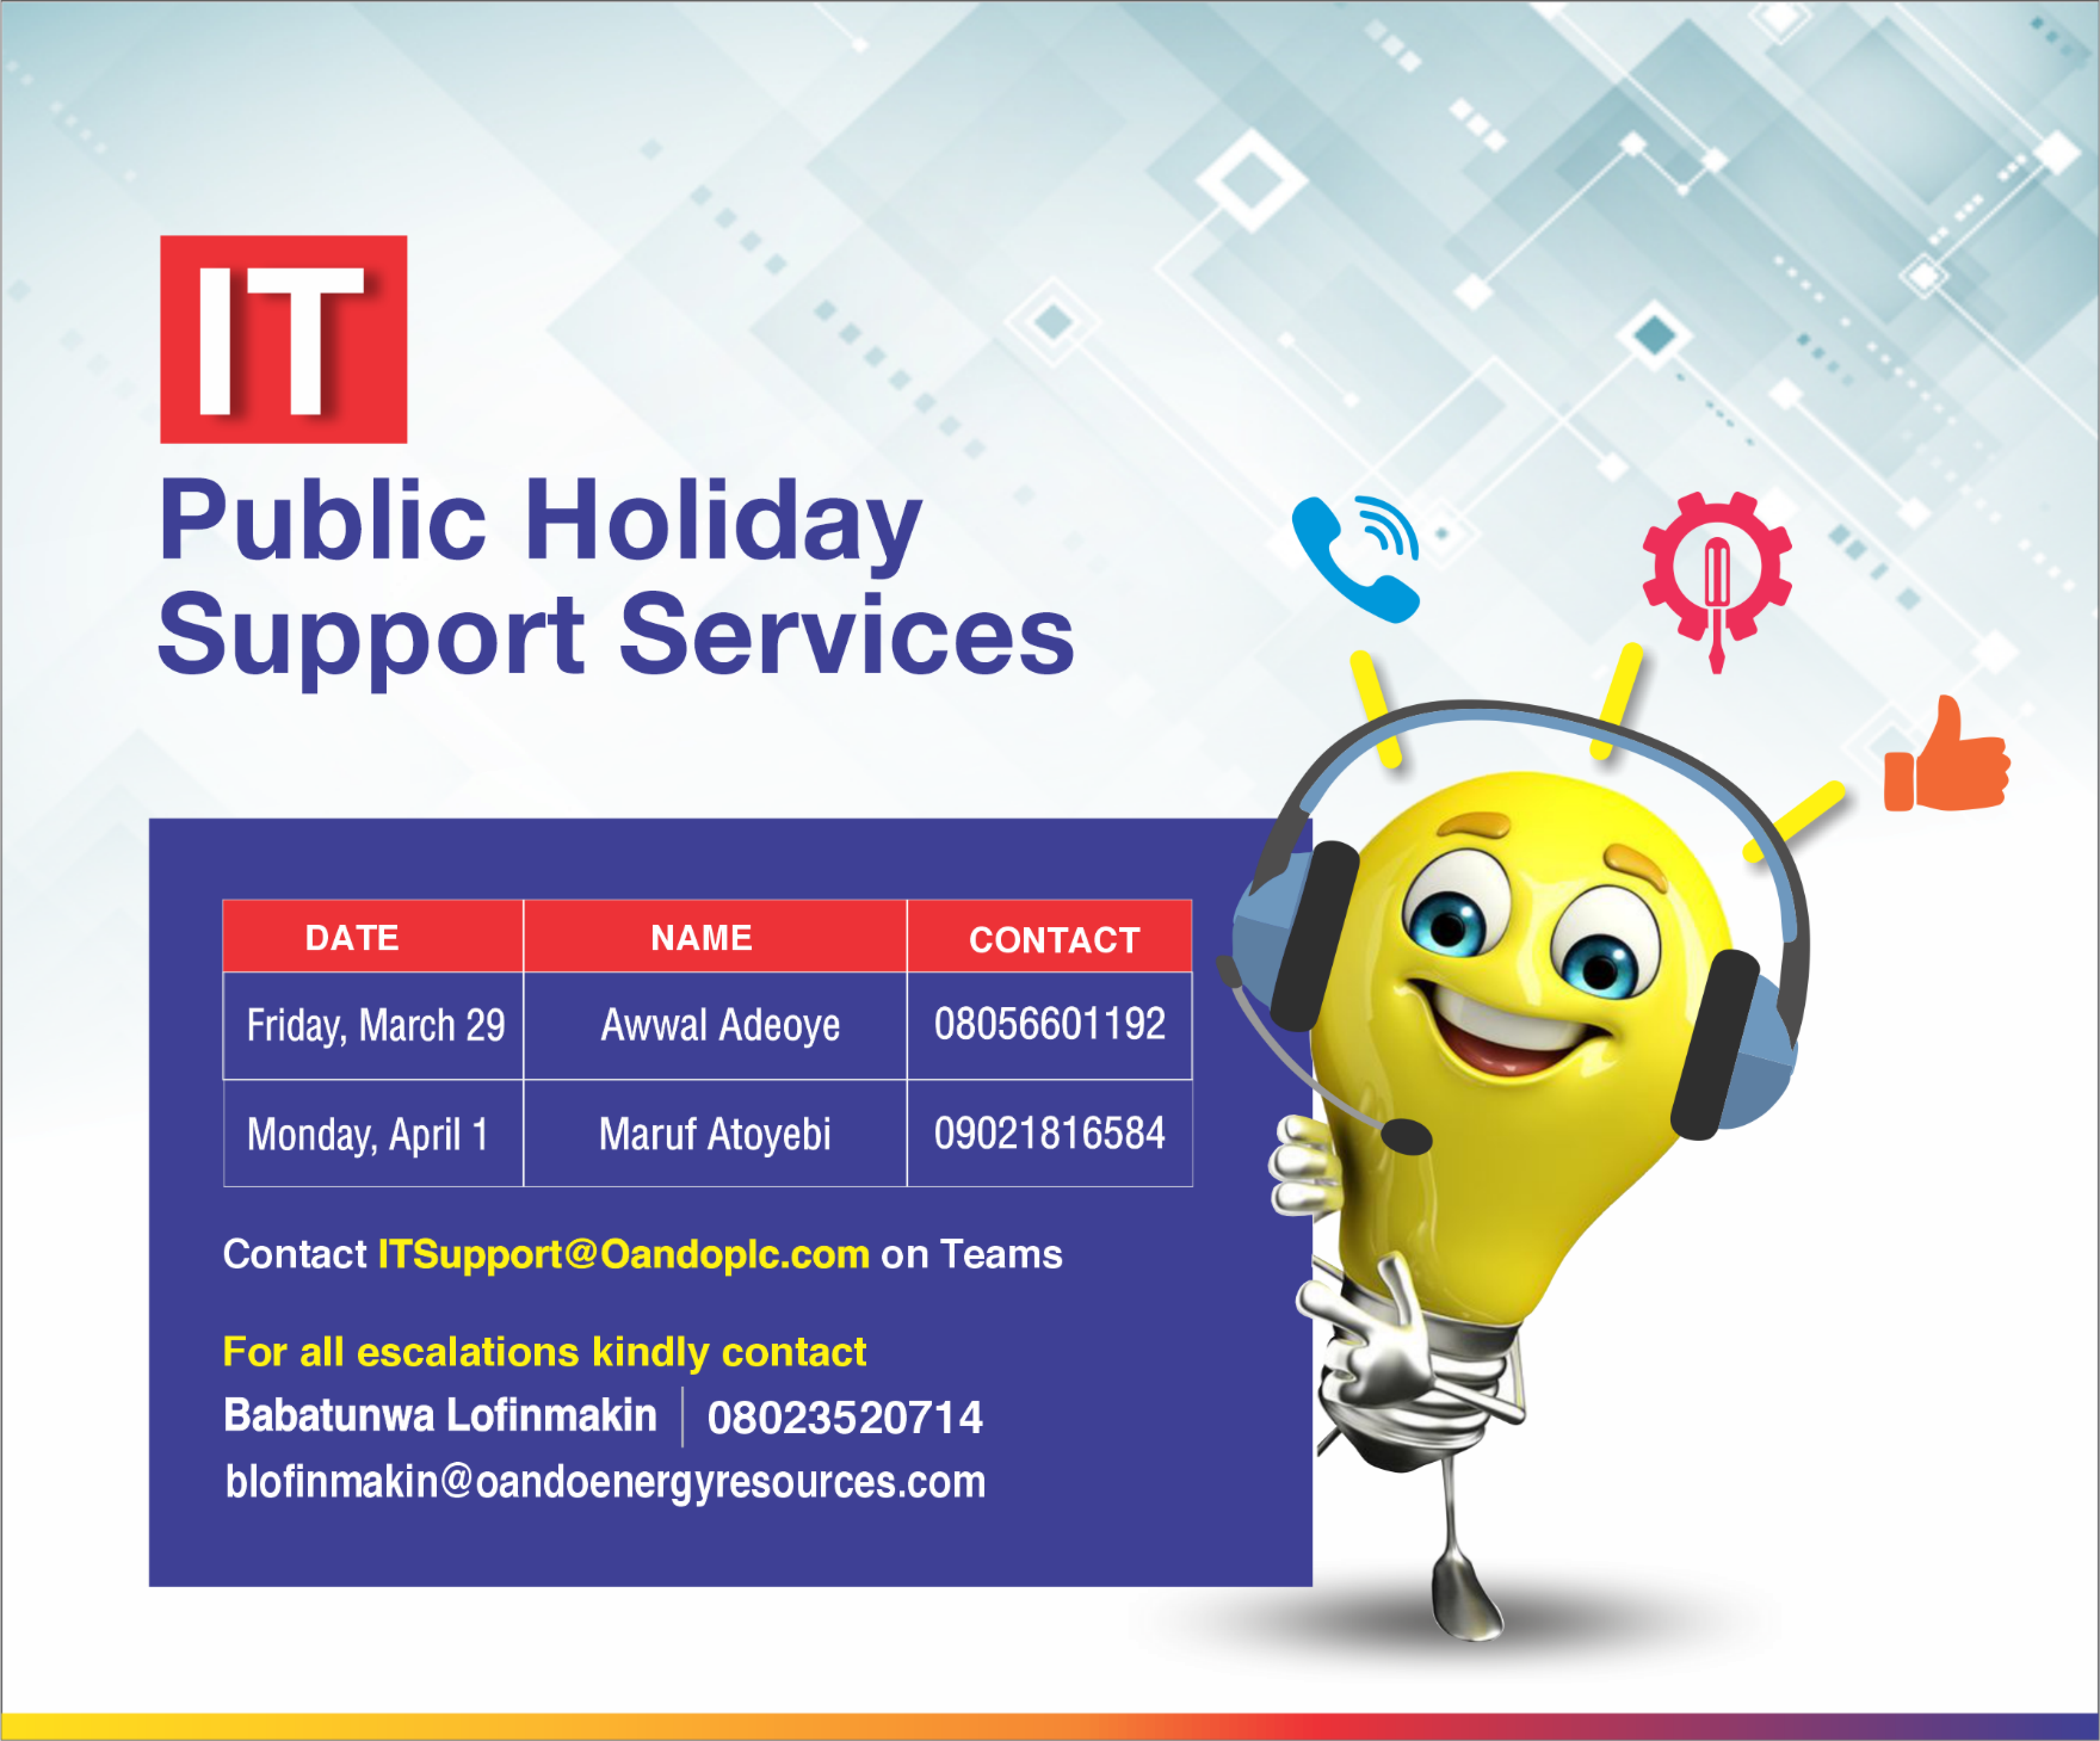 IT
Public Holiday
Support Services
DATE NAME CONTACT
Friday, March 29 Awwal Adeoye 08056601192
Monday, April 1 Maruf Atoyebi 09021816584
Contact ITSupport@Oandoplc.com on Teams
For all escalations kindly contact
Babatunwa Lofinmakin | 08023520714
blofinmakin@oandoenergyresources.com